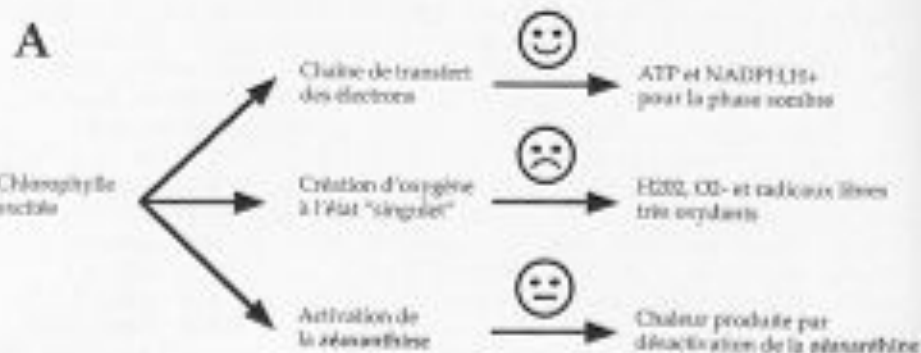 A
Chaîne de transfert
des électrons
ATP et NADPH,H+
pour la phase sombre
Chlorophylle
excitée
Création d'oxygène
à l'état "singulet"
H2O2, O2- et radicaux libres
très oxydants
Activation de
la zéaxanthine
Chaleur produite par
désactivation de la zéaxanthine